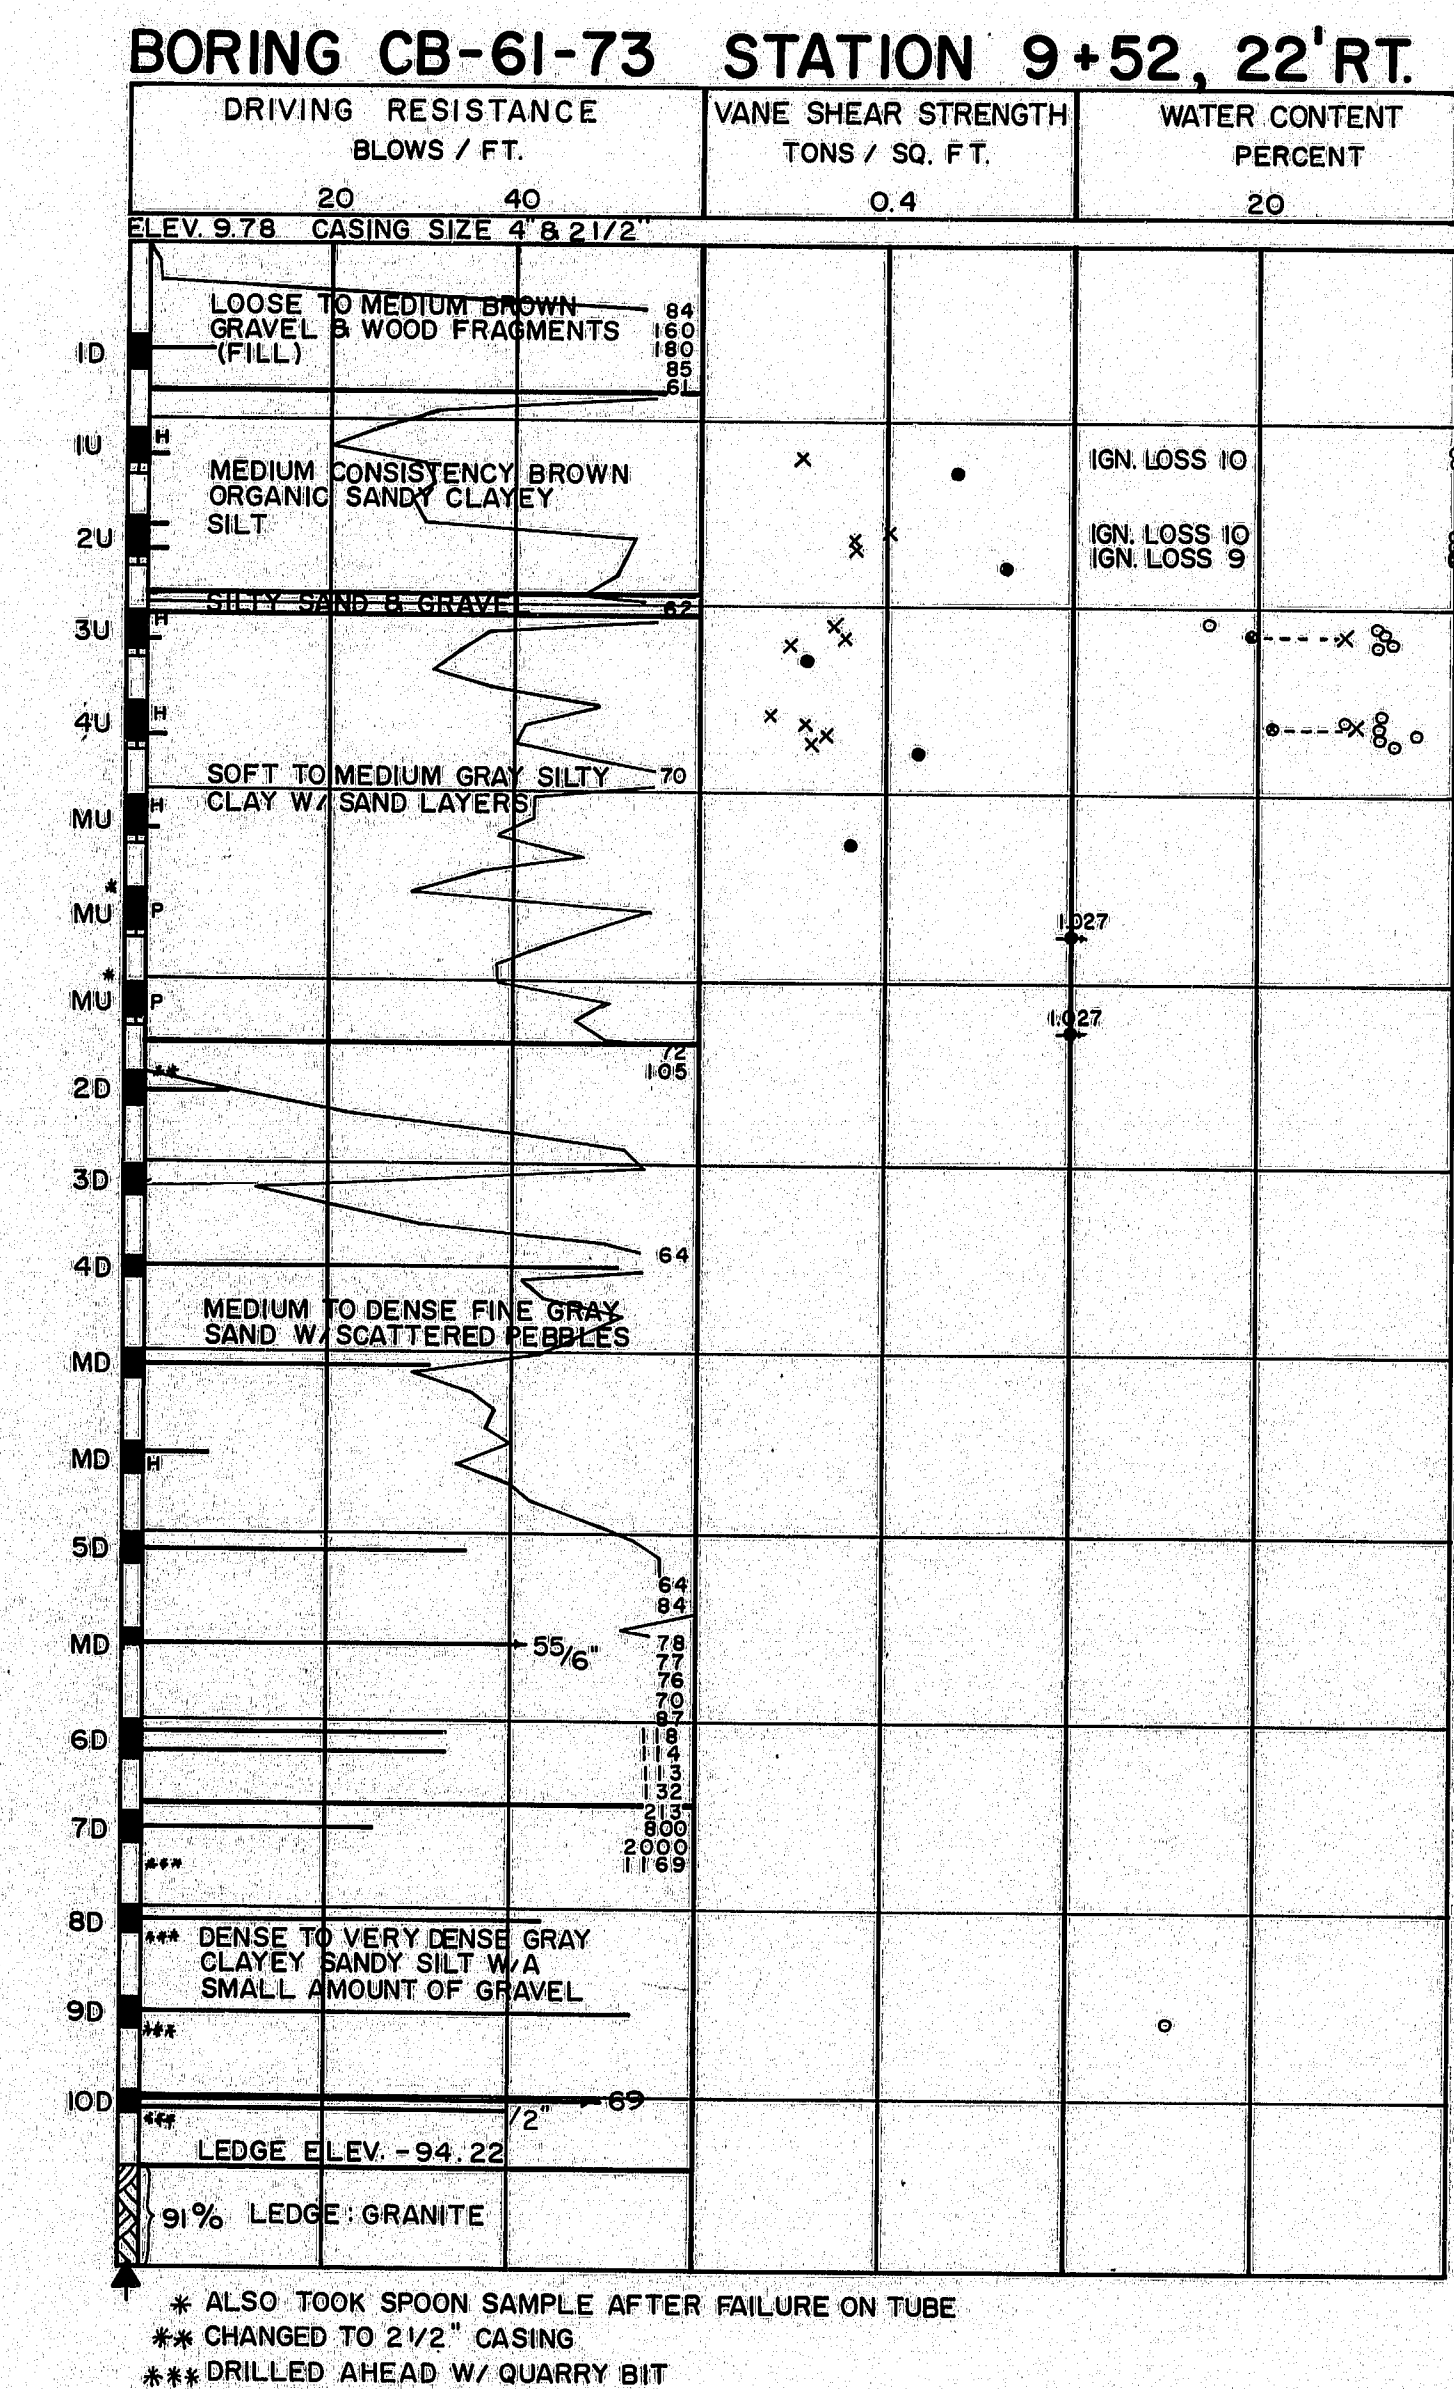 BORING CB-61-73 STATION 9+52, 22'RT.
DRIVING RESISTANCE
BLOWS / FT.
20 40
VANE SHEAR STRENGTH
TONS / SQ. FT.
0.4
WATER CONTENT
PERCENT
20
ELEV. 9.78 CASING SIZE 4" & 2 1/2"
LOOSE TO MEDIUM BROWN
GRAVEL & WOOD FRAGMENTS
(FILL)
84
160
180
85
61
1D
1U H
MEDIUM CONSISTENCY BROWN
ORGANIC SANDY CLAYEY
SILT
IGN. LOSS 10
2U
IGN. LOSS 10
IGN. LOSS 9
SILTY SAND & GRAVEL 62
3U H
4U H
SOFT TO MEDIUM GRAY SILTY 70
CLAY W/ SAND LAYERS
MU H
*
MU P
1.027
*
MU P
1.027
72
105
**
2D
3D
64
4D
MEDIUM TO DENSE FINE GRAY
SAND W/ SCATTERED PEBBLES
MD
MD H
5D
64
84
MD 55/6" 78
77
76
70
87
6D 118
114
113
132
213
7D 800
2000
*** 1169
8D
*** DENSE TO VERY DENSE GRAY
CLAYEY SANDY SILT W/A
SMALL AMOUNT OF GRAVEL
9D
***
10D 69
*** /2"
LEDGE ELEV. -94.22
91% LEDGE: GRANITE
* ALSO TOOK SPOON SAMPLE AFTER FAILURE ON TUBE
** CHANGED TO 2 1/2" CASING
*** DRILLED AHEAD W/ QUARRY BIT